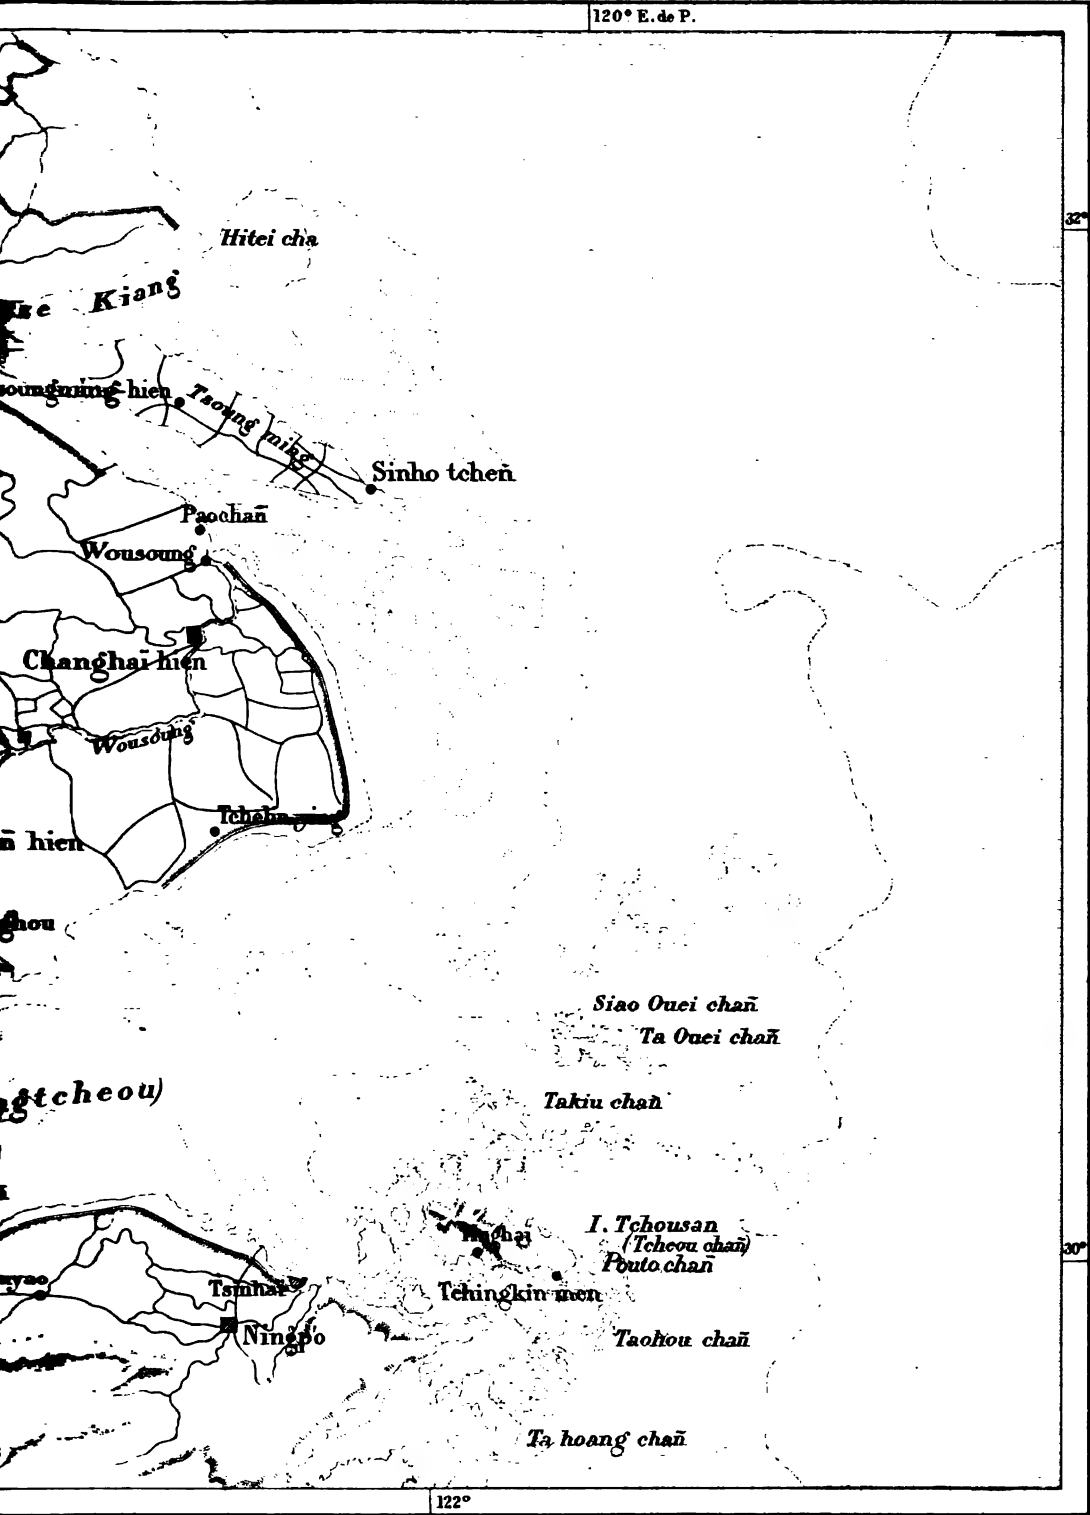 120° E. de P.
32°
Hitei cha
Kiang
Tsoung ming
Sinho tcheñ
Paochañ
Wousoung
Changhaï hien
Wousoung
hien
Siao Ouei chañ
Ta Ouei chañ
Takiu chañ
I. Tchousan
(Tcheou chañ)
30°
Pouto chañ
Tchingkin men
Ningpo
Taohou chañ
Ta hoang chañ
122°